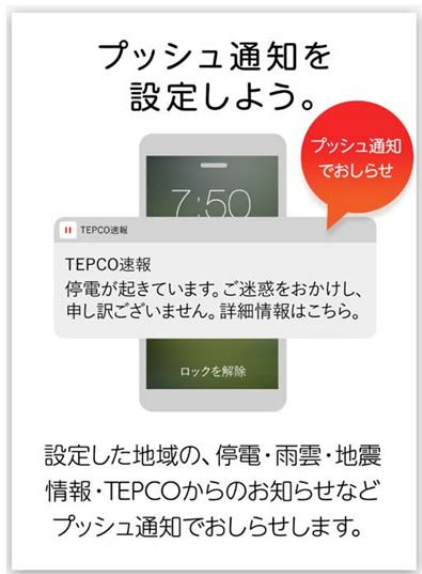 プッシュ通知を
設定しよう。
プッシュ通知
でおしらせ
7:50
TEPCO速報
TEPCO速報
停電が起きています。ご迷惑をおかけし、
申し訳ございません。詳細情報はこちら。
ロックを解除
設定した地域の、停電・雨雲・地震
情報・TEPCOからのお知らせなど
プッシュ通知でおしらせします。